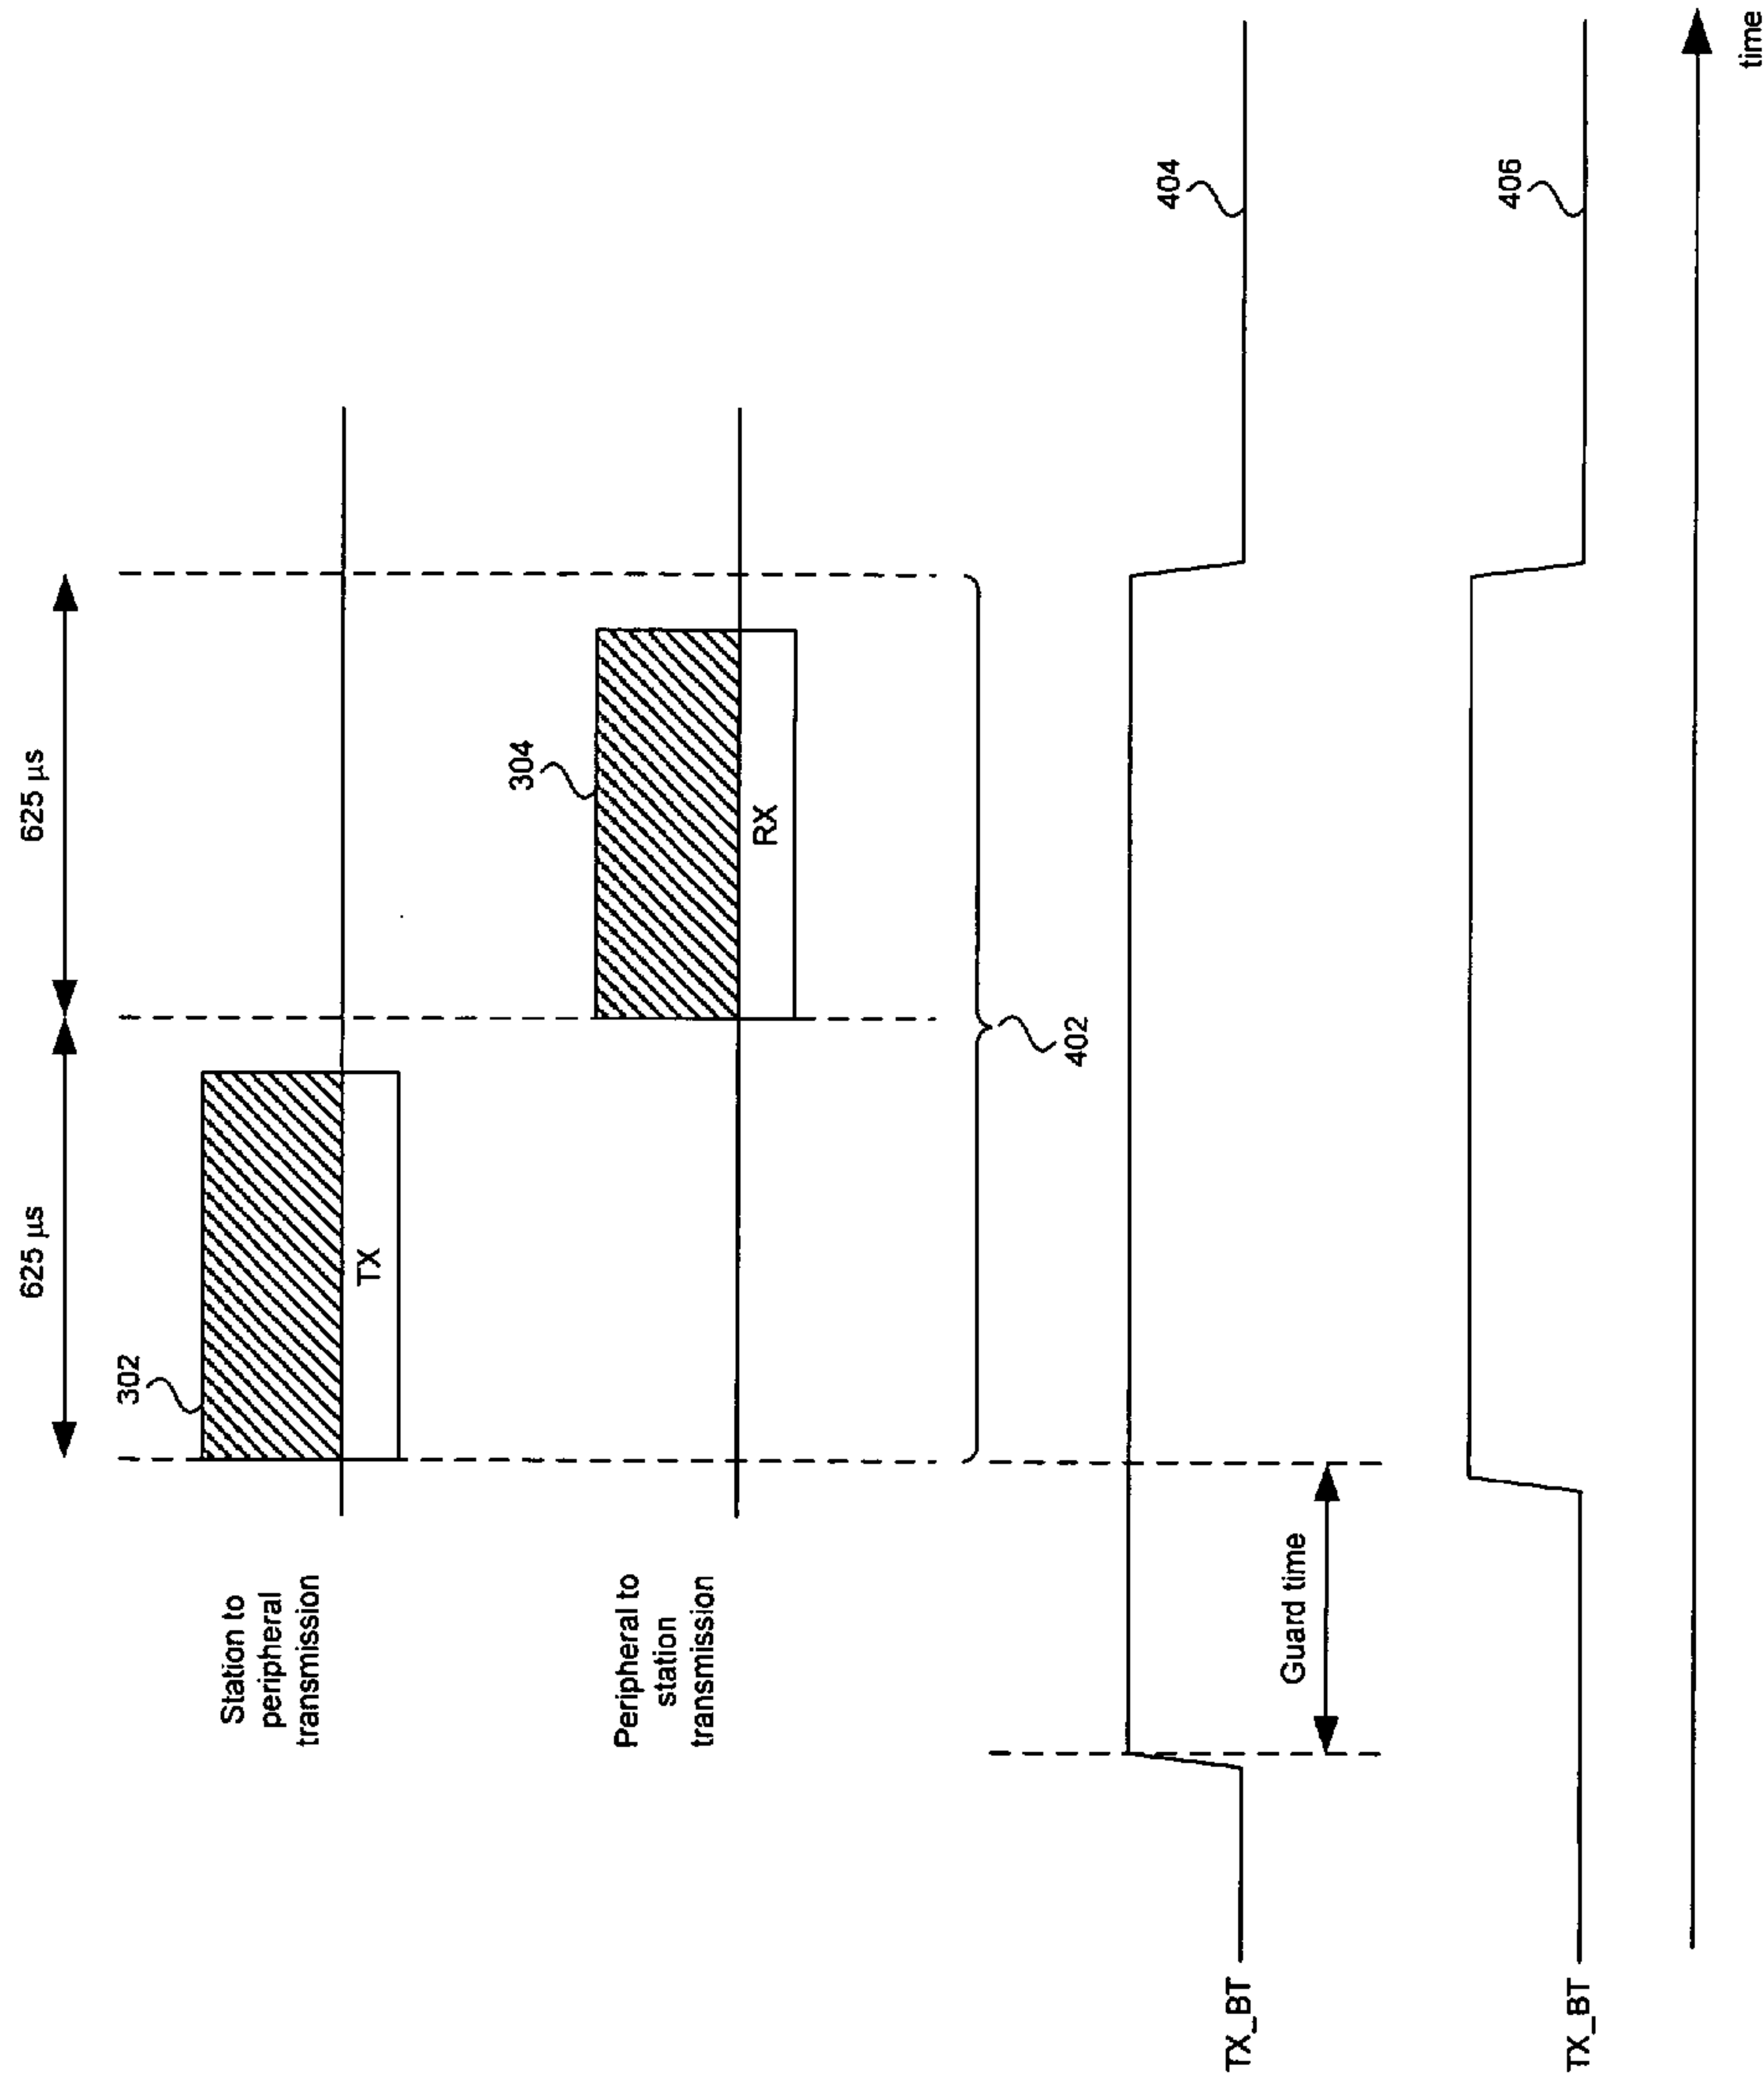 625 µs
625 µs
302
Station to
peripheral
transmission
TX
304
Peripheral to
station
transmission
RX
402
404
TX_BT
Guard time
406
TX_BT
time